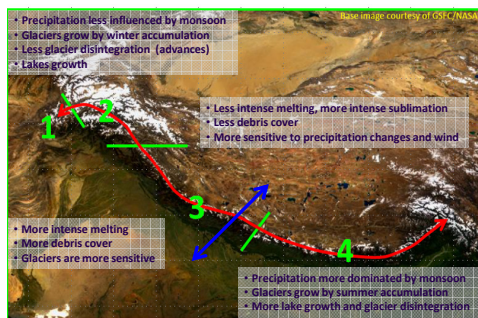 Base image courtesy of GSFC/NASA
• Precipitation less influenced by monsoon
• Glaciers grow by winter accumulation
• Less glacier disintegration (advances)
• Lakes growth
• Less intense melting, more intense sublimation
• Less debris cover
• More sensitive to precipitation changes and wind
1
2
3
4
• More intense melting
• More debris cover
• Glaciers are more sensitive
• Precipitation more dominated by monsoon
• Glaciers grow by summer accumulation
• More lake growth and glacier disintegration